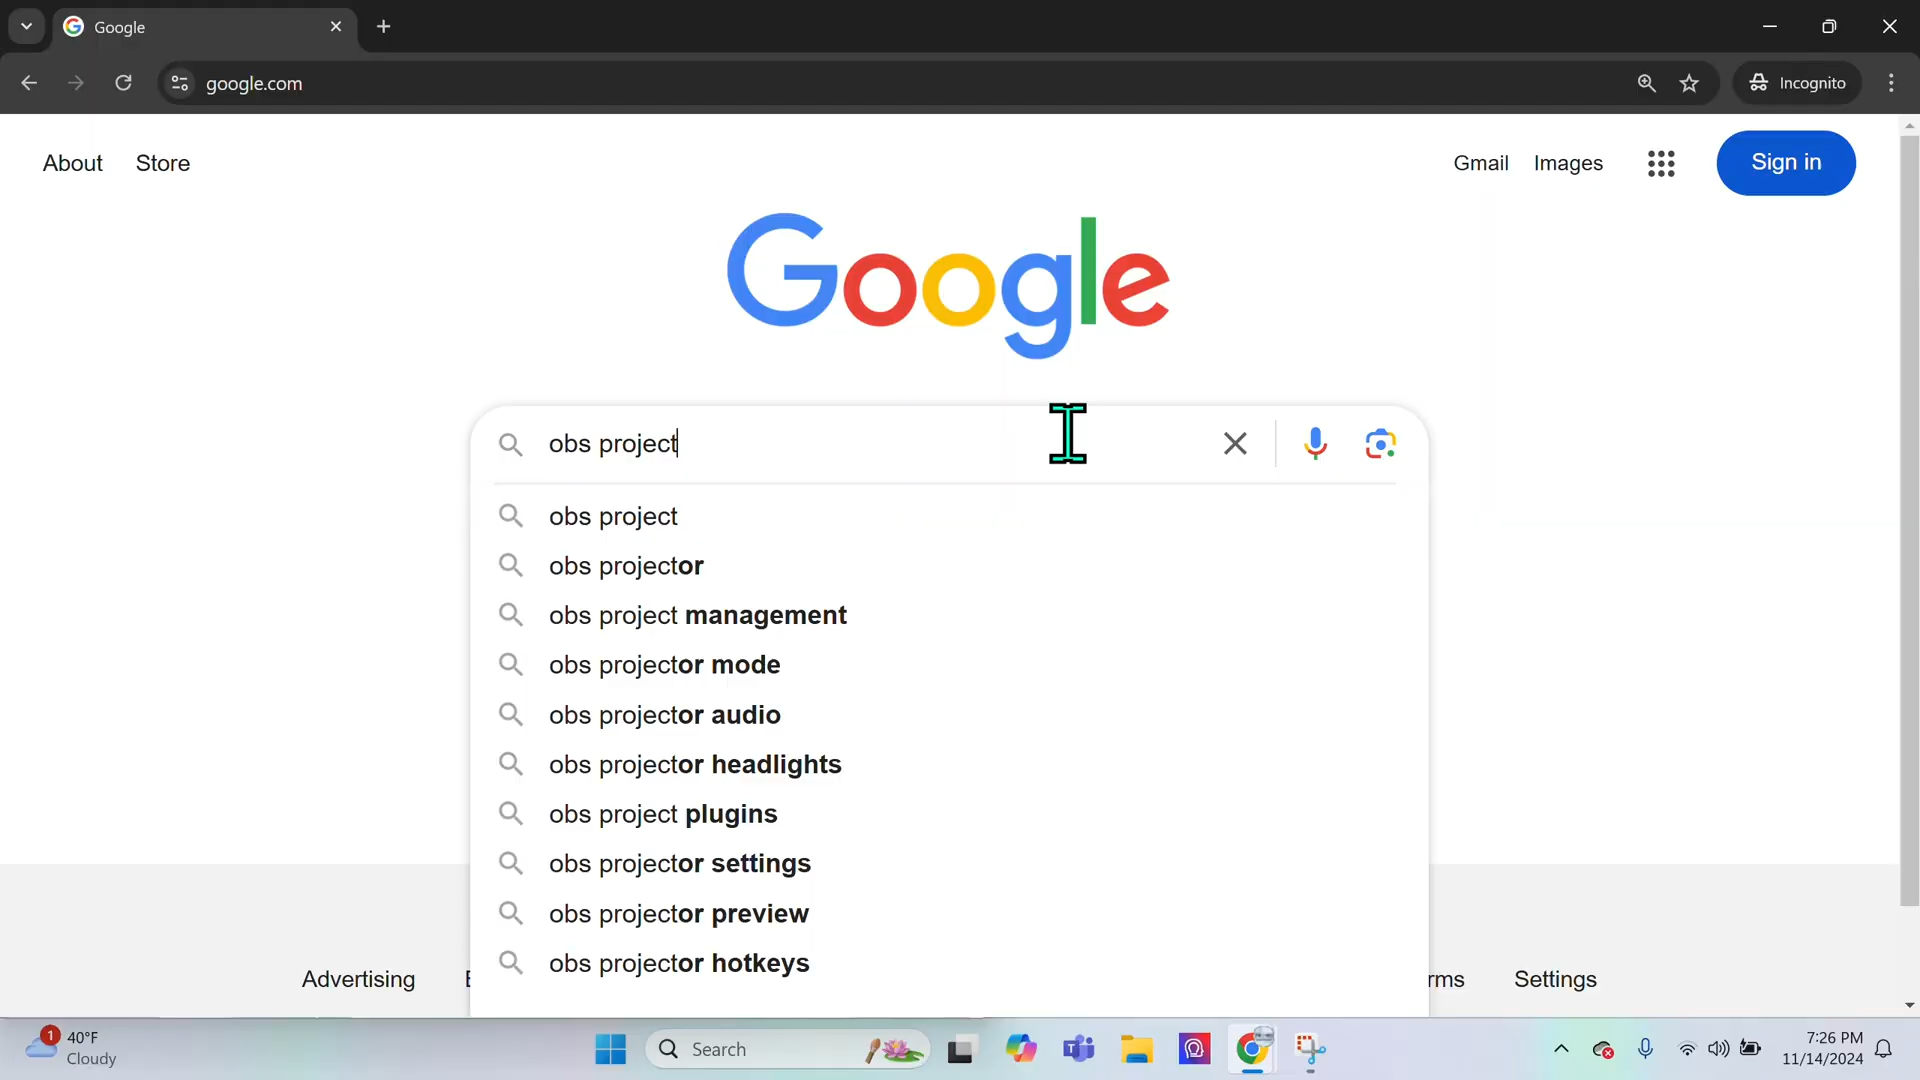 Google
google.com
Incognito
About Store
Gmail Images Sign in
Google
obs project
obs project
obs projector
obs project management
obs projector mode
obs projector audio
obs projector headlights
obs project plugins
obs projector settings
obs projector preview
obs projector hotkeys
Advertising rms Settings
1
40°F
Cloudy
Search
7:26 PM
11/14/2024